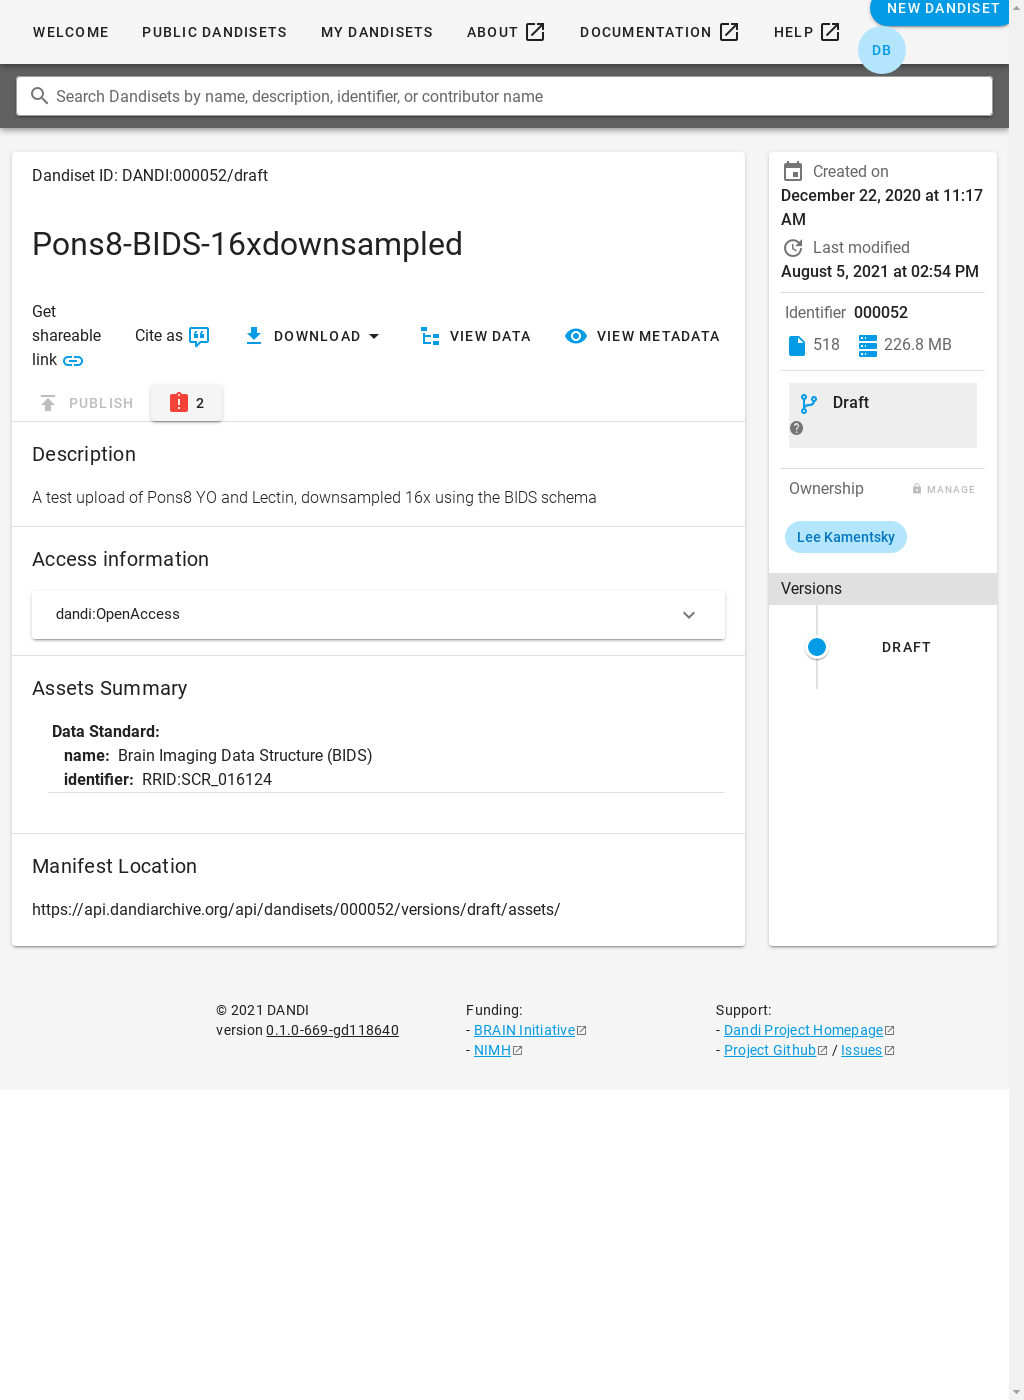 WELCOME PUBLIC DANDISETS MY DANDISETS ABOUT DOCUMENTATION HELP NEW DANDISET
DB
Search Dandisets by name, description, identifier, or contributor name
Dandiset ID: DANDI:000052/draft
Pons8-BIDS-16xdownsampled
Get
shareable
link
Cite as
DOWNLOAD
VIEW DATA
VIEW METADATA
PUBLISH
2
Description
A test upload of Pons8 YO and Lectin, downsampled 16x using the BIDS schema
Access information
dandi:OpenAccess
Assets Summary
Data Standard:
name: Brain Imaging Data Structure (BIDS)
identifier: RRID:SCR_016124
Manifest Location
https://api.dandiarchive.org/api/dandisets/000052/versions/draft/assets/
Created on
December 22, 2020 at 11:17
AM
Last modified
August 5, 2021 at 02:54 PM
Identifier 000052
518 226.8 MB
Draft
Ownership MANAGE
Lee Kamentsky
Versions
DRAFT
© 2021 DANDI
version 0.1.0-669-gd118640
Funding:
- BRAIN Initiative
- NIMH
Support:
- Dandi Project Homepage
- Project Github / Issues